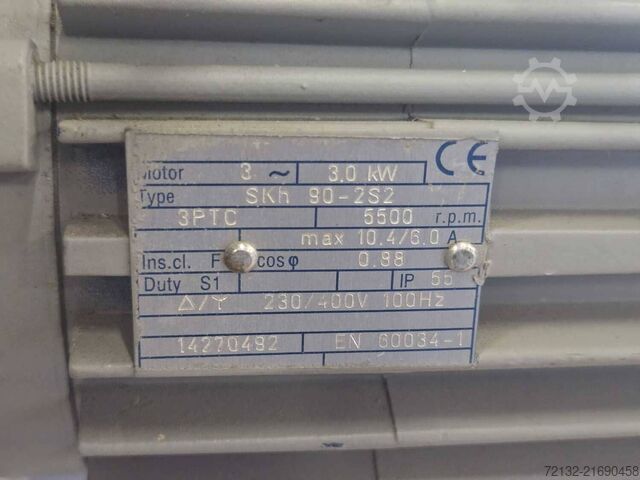 Motor 3 ~ 3.0 kW CE
Type SKh 90-2S2
3PTC 5500 r.p.m.
max 10.4/6.0 A
Ins.cl. F cosφ 0.88
Duty S1 IP 55
Δ/Y 230/400V 100Hz
14270482 EN 60034-1
72132-21690458